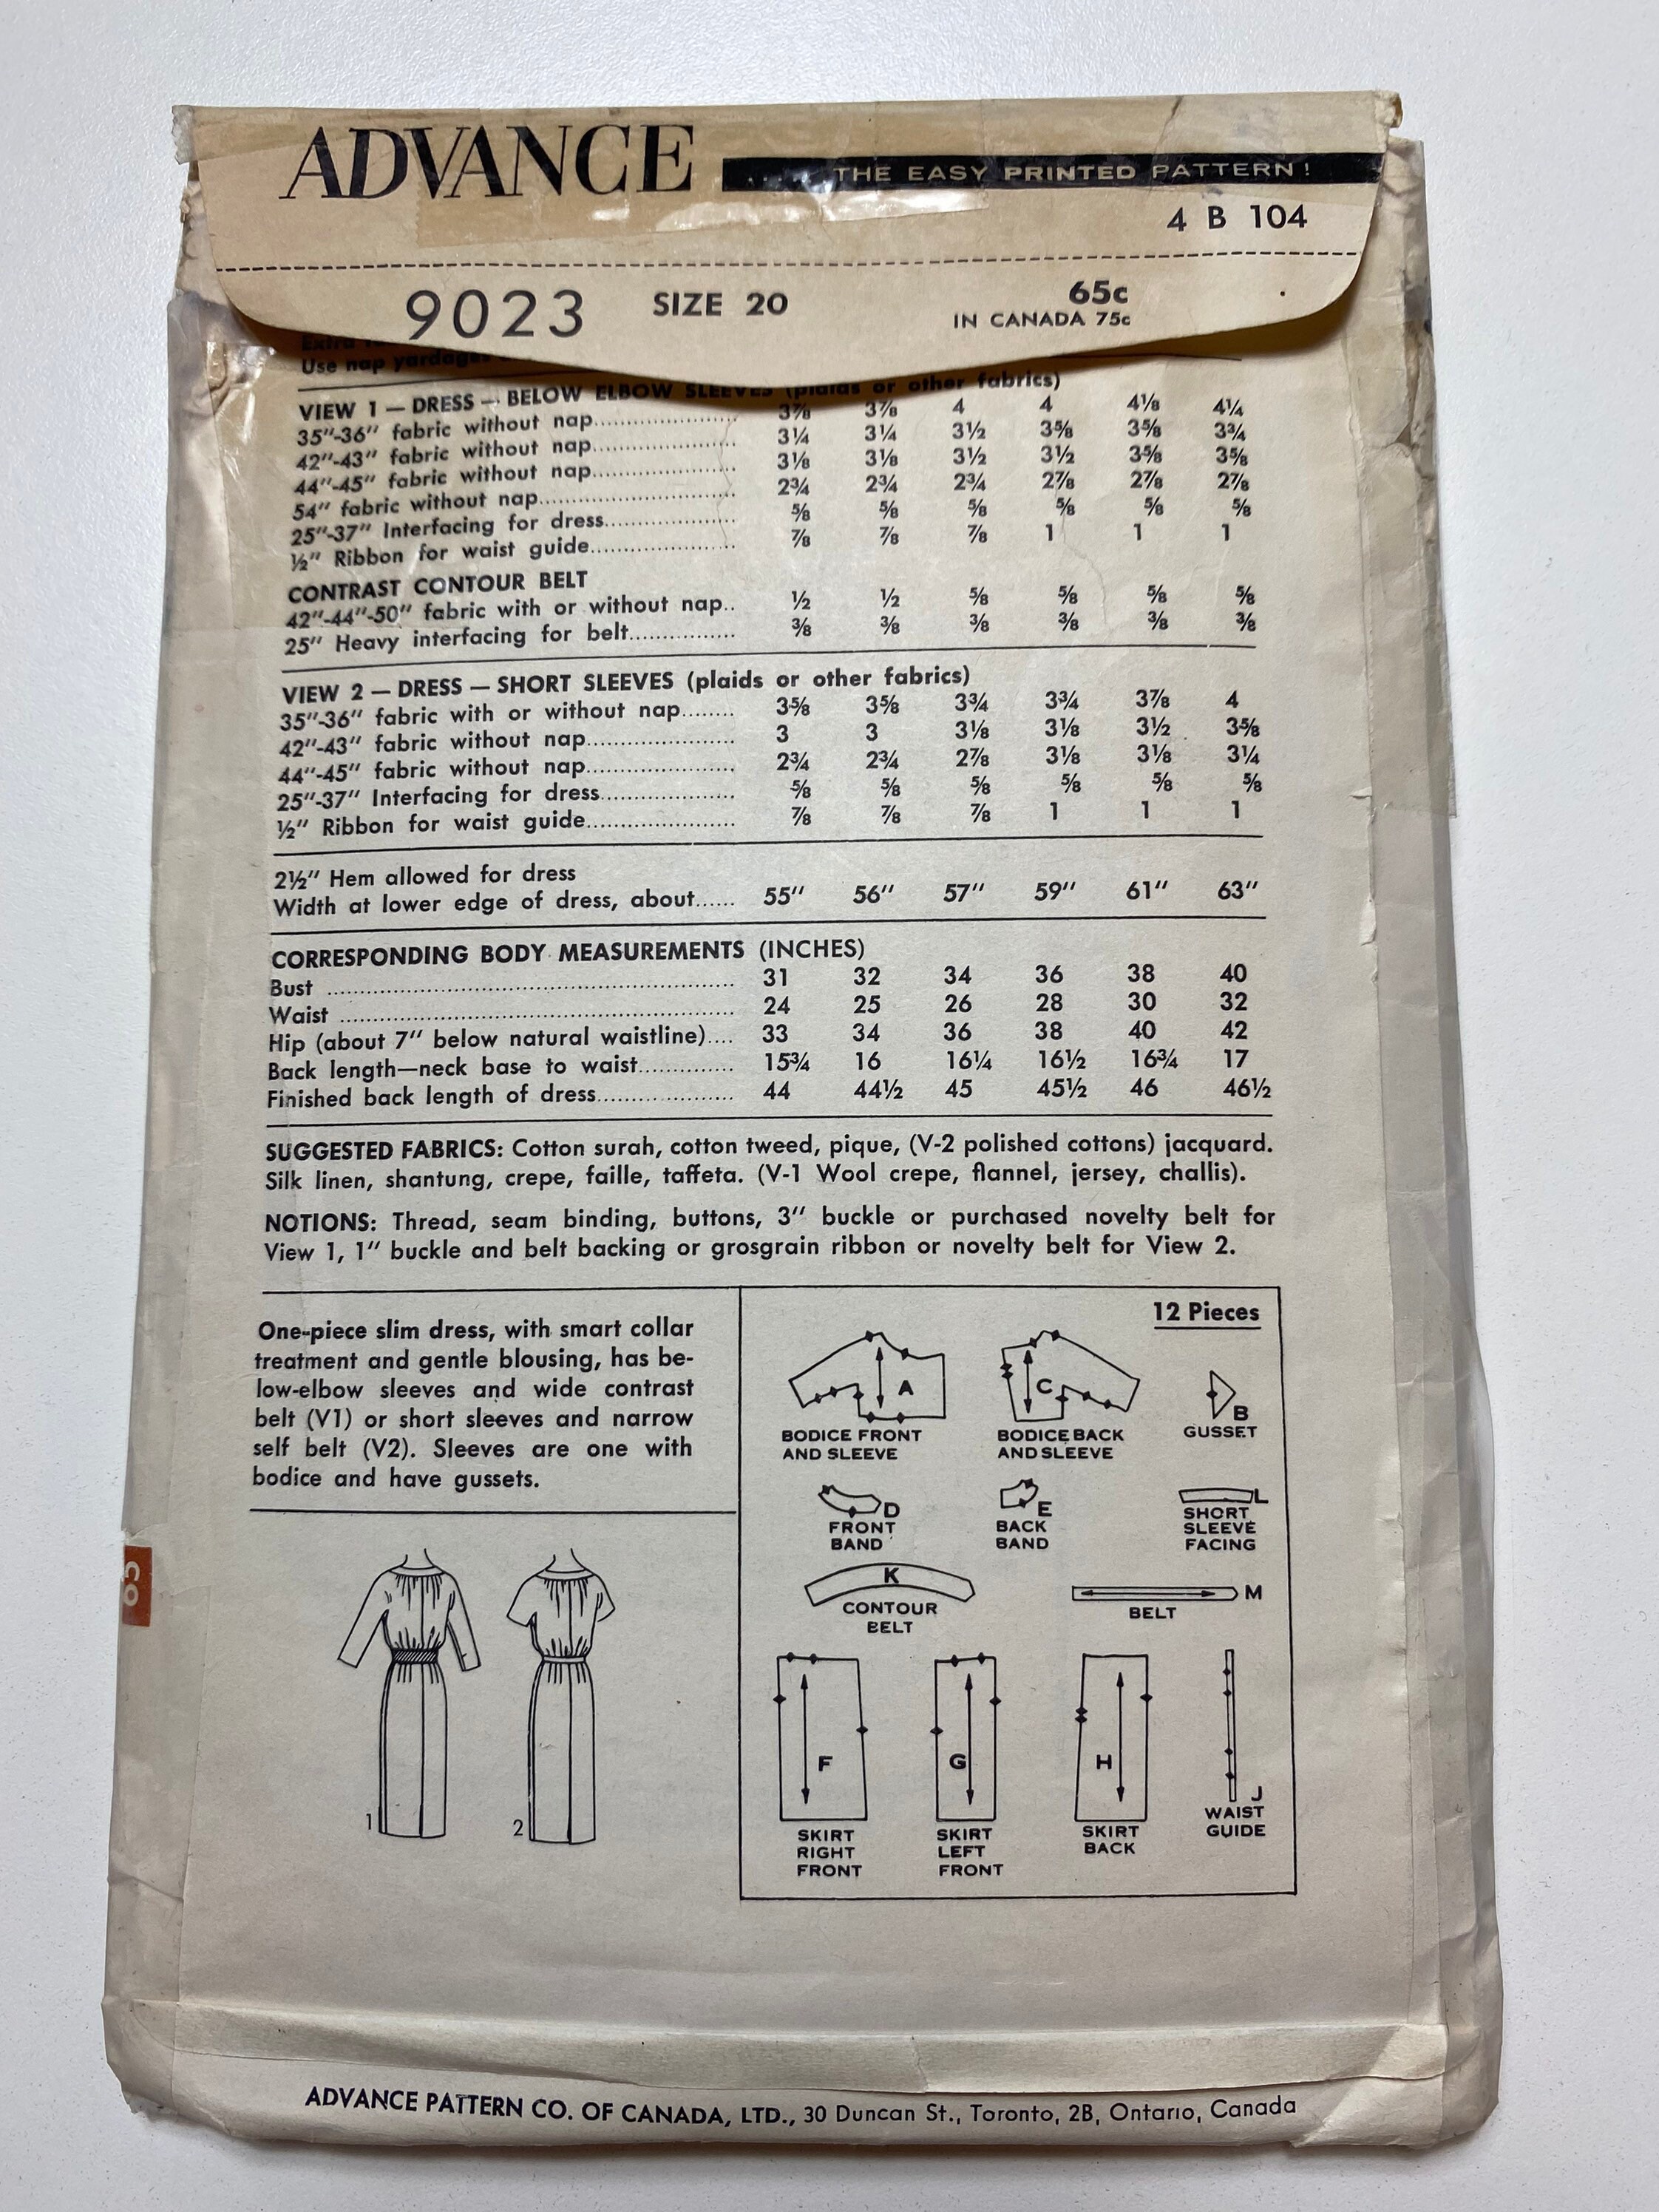 ADVANCE THE EASY PRINTED PATTERN!
4 B 104
9023 SIZE 20 65c
IN CANADA 75c
Extra
Use nap yardages
VIEW 1 — DRESS — BELOW ELBOW SLEEVES (plaids or other fabrics)
35"-36" fabric without nap 3⅞ 3⅞ 4 4 4⅛ 4¼
42"-43" fabric without nap 3¼ 3¼ 3½ 3⅝ 3⅝ 3¾
44"-45" fabric without nap 3⅛ 3⅛ 3½ 3½ 3⅝ 3⅝
54" fabric without nap 2¾ 2¾ 2¾ 2⅞ 2⅞ 2⅞
25"-37" Interfacing for dress ⅝ ⅝ ⅝ ⅝ ⅝ ⅝
½" Ribbon for waist guide ⅞ ⅞ ⅞ 1 1 1
CONTRAST CONTOUR BELT
42"-44"-50" fabric with or without nap.. ½ ½ ⅝ ⅝ ⅝ ⅝
25" Heavy interfacing for belt ⅜ ⅜ ⅜ ⅜ ⅜ ⅜
VIEW 2 — DRESS — SHORT SLEEVES (plaids or other fabrics)
35"-36" fabric with or without nap 3⅝ 3⅝ 3¾ 3¾ 3⅞ 4
42"-43" fabric without nap 3 3 3⅛ 3⅛ 3½ 3⅝
44"-45" fabric without nap 2¾ 2¾ 2⅞ 3⅛ 3⅛ 3¼
25"-37" Interfacing for dress ⅝ ⅝ ⅝ ⅝ ⅝ ⅝
½" Ribbon for waist guide ⅞ ⅞ ⅞ 1 1 1
2½" Hem allowed for dress
Width at lower edge of dress, about 55" 56" 57" 59" 61" 63"
CORRESPONDING BODY MEASUREMENTS (INCHES)
Bust 31 32 34 36 38 40
Waist 24 25 26 28 30 32
Hip (about 7" below natural waistline) 33 34 36 38 40 42
Back length—neck base to waist 15¾ 16 16¼ 16½ 16¾ 17
Finished back length of dress 44 44½ 45 45½ 46 46½
SUGGESTED FABRICS: Cotton surah, cotton tweed, pique, (V-2 polished cottons) jacquard.
Silk linen, shantung, crepe, faille, taffeta. (V-1 Wool crepe, flannel, jersey, challis).
NOTIONS: Thread, seam binding, buttons, 3" buckle or purchased novelty belt for
View 1, 1" buckle and belt backing or grosgrain ribbon or novelty belt for View 2.
One-piece slim dress, with smart collar
treatment and gentle blousing, has be-
low-elbow sleeves and wide contrast
belt (V1) or short sleeves and narrow
self belt (V2). Sleeves are one with
bodice and have gussets.
1
2
12 Pieces
A
BODICE FRONT
AND SLEEVE
C
BODICE BACK
AND SLEEVE
B
GUSSET
D
FRONT
BAND
E
BACK
BAND
L
SHORT
SLEEVE
FACING
K
CONTOUR
BELT
M
BELT
F
SKIRT
RIGHT
FRONT
G
SKIRT
LEFT
FRONT
H
SKIRT
BACK
J
WAIST
GUIDE
ADVANCE PATTERN CO. OF CANADA, LTD., 30 Duncan St., Toronto, 2B, Ontario, Canada